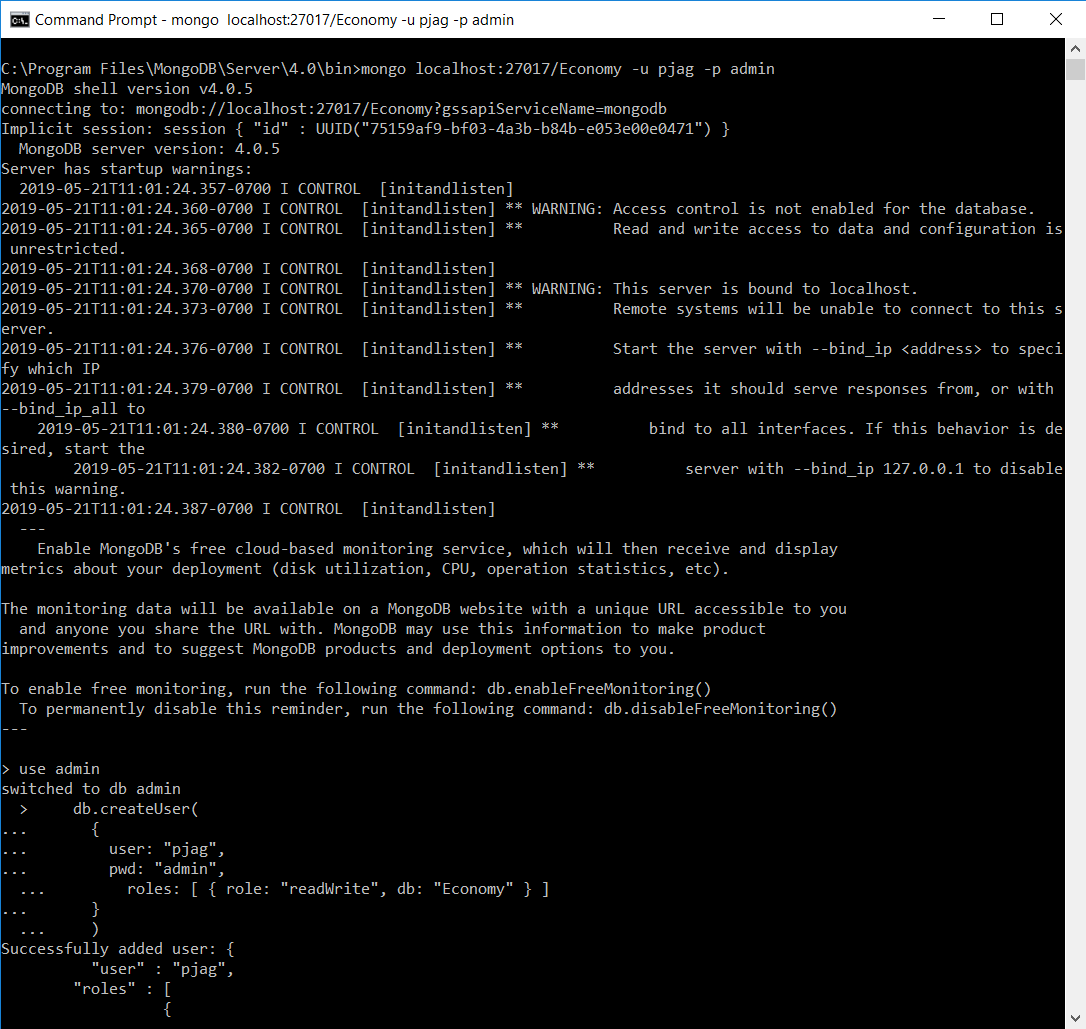 Command Prompt - mongo  localhost:27017/Economy -u pjag -p admin
C:\Program Files\MongoDB\Server\4.0\bin>mongo localhost:27017/Economy -u pjag -p admin
MongoDB shell version v4.0.5
connecting to: mongodb://localhost:27017/Economy?gssapiServiceName=mongodb
Implicit session: session { "id" : UUID("75159af9-bf03-4a3b-b84b-e053e00e0471") }
  MongoDB server version: 4.0.5
Server has startup warnings:
  2019-05-21T11:01:24.357-0700 I CONTROL  [initandlisten]
2019-05-21T11:01:24.360-0700 I CONTROL  [initandlisten] ** WARNING: Access control is not enabled for the database.
2019-05-21T11:01:24.365-0700 I CONTROL  [initandlisten] **          Read and write access to data and configuration is
 unrestricted.
2019-05-21T11:01:24.368-0700 I CONTROL  [initandlisten]
2019-05-21T11:01:24.370-0700 I CONTROL  [initandlisten] ** WARNING: This server is bound to localhost.
2019-05-21T11:01:24.373-0700 I CONTROL  [initandlisten] **          Remote systems will be unable to connect to this s
erver.
2019-05-21T11:01:24.376-0700 I CONTROL  [initandlisten] **          Start the server with --bind_ip <address> to speci
fy which IP
2019-05-21T11:01:24.379-0700 I CONTROL  [initandlisten] **          addresses it should serve responses from, or with
--bind_ip_all to
    2019-05-21T11:01:24.380-0700 I CONTROL  [initandlisten] **          bind to all interfaces. If this behavior is de
sired, start the
        2019-05-21T11:01:24.382-0700 I CONTROL  [initandlisten] **          server with --bind_ip 127.0.0.1 to disable
 this warning.
2019-05-21T11:01:24.387-0700 I CONTROL  [initandlisten]
  ---
    Enable MongoDB's free cloud-based monitoring service, which will then receive and display
metrics about your deployment (disk utilization, CPU, operation statistics, etc).

The monitoring data will be available on a MongoDB website with a unique URL accessible to you
  and anyone you share the URL with. MongoDB may use this information to make product
improvements and to suggest MongoDB products and deployment options to you.

To enable free monitoring, run the following command: db.enableFreeMonitoring()
  To permanently disable this reminder, run the following command: db.disableFreeMonitoring()
---

> use admin
switched to db admin
  >     db.createUser(
...       {
...         user: "pjag",
...         pwd: "admin",
  ...         roles: [ { role: "readWrite", db: "Economy" } ]
...       }
  ...     )
Successfully added user: {
          "user" : "pjag",
        "roles" : [
                  {